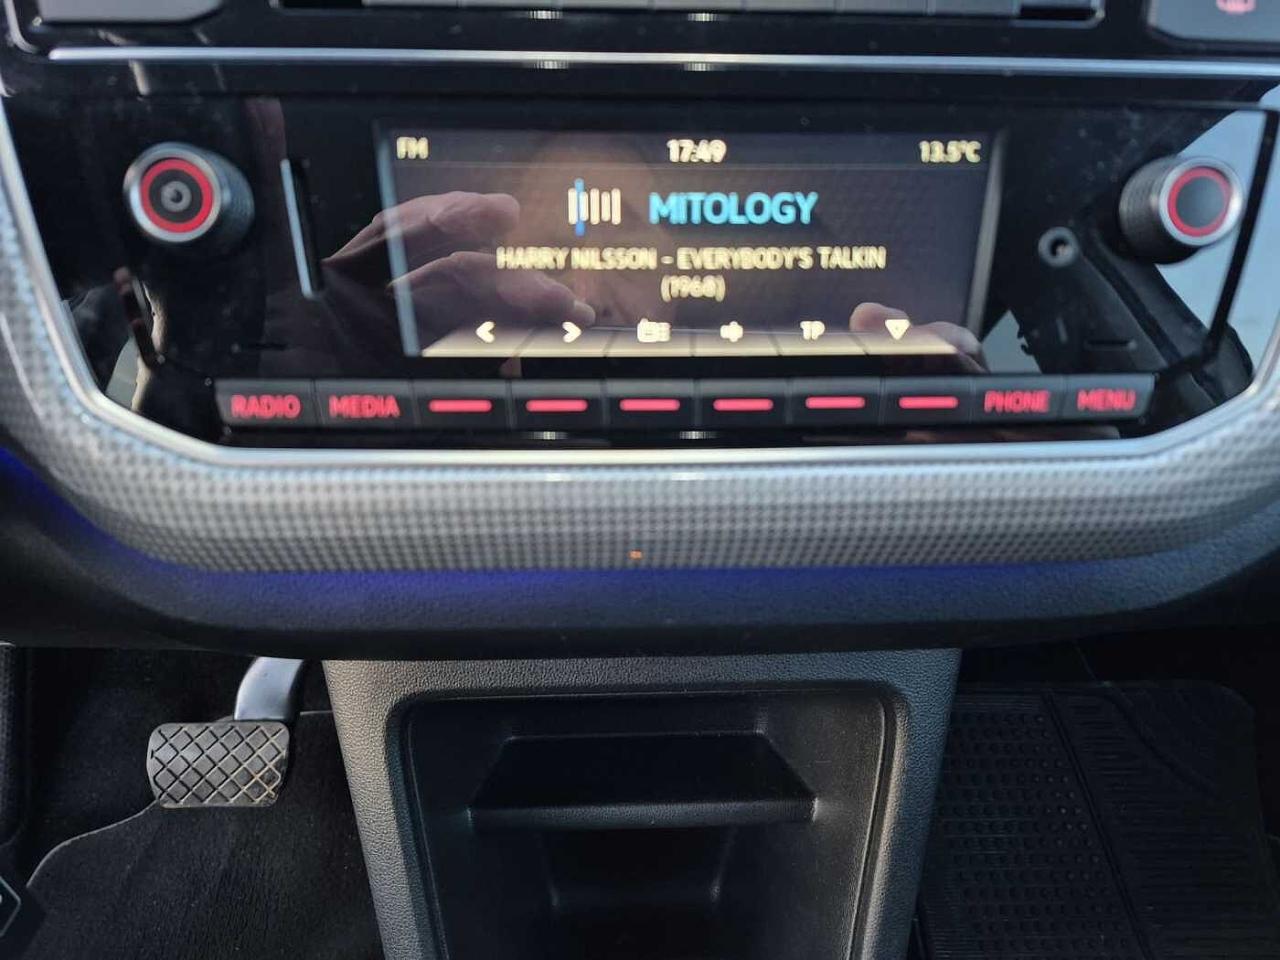 FM 17:49 13.5°C
MITOLOGY
HARRY NILSSON - EVERYBODY'S TALKIN
(1968)
TP
RADIO MEDIA PHONE MENU